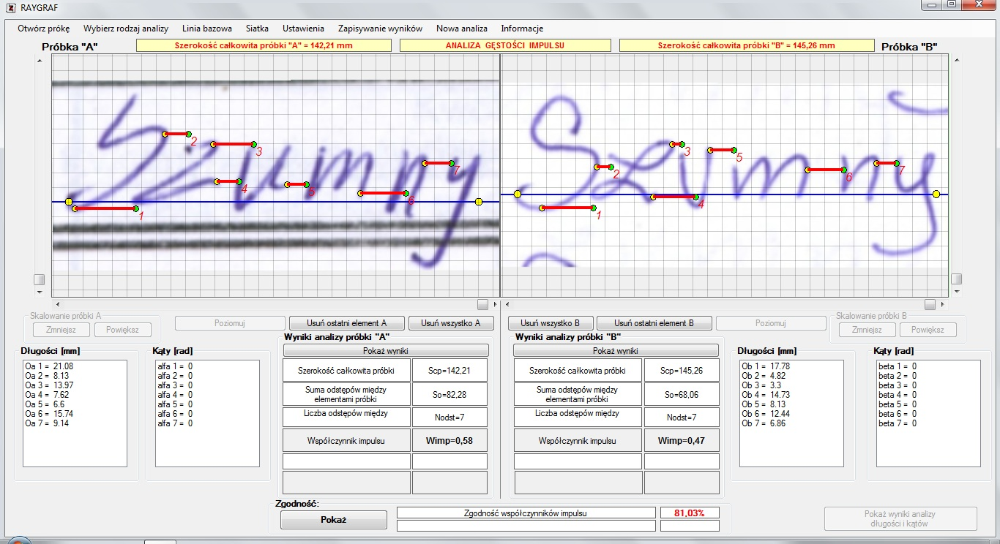 RAYGRAF
Otwórz prókę Wybierz rodzaj analizy Linia bazowa Siatka Ustawienia Zapisywanie wyników Nowa analiza Informacje
Próbka "A" Szerokość całkowita próbki "A" = 142,21 mm ANALIZA GĘSTOŚCI IMPULSU Szerokość całkowita próbki "B" = 145,26 mm Próbka "B"
Szumny Szumny
1 2 3 4 5 6 7 1 2 3 4 5 6 7
Skalowanie próbki A
Zmniejsz Powiększ
Poziomuj Usuń ostatni element A Usuń wszystko A Usuń wszystko B Usuń ostatni element B Poziomuj
Skalowanie próbki B
Zmniejsz Powiększ
Długości [mm]
Oa 1 = 21.08
Oa 2 = 8.13
Oa 3 = 13.97
Oa 4 = 7.62
Oa 5 = 6.6
Oa 6 = 15.74
Oa 7 = 9.14
Kąty [rad]
alfa 1 = 0
alfa 2 = 0
alfa 3 = 0
alfa 4 = 0
alfa 5 = 0
alfa 6 = 0
alfa 7 = 0
Wyniki analizy próbki "A"
Pokaż wyniki
Szerokość całkowita próbki Scp=142,21
Suma odstępów między
elementami próbki So=82,28
Liczba odstępów między Nodst=7
Współczynnik impulsu Wimp=0,58
Wyniki analizy próbki "B"
Pokaż wyniki
Szerokość całkowita próbki Scp=145,26
Suma odstępów między
elementami próbki So=68,06
Liczba odstępów między Nodst=7
Współczynnik impulsu Wimp=0,47
Długości [mm]
Ob 1 = 17.78
Ob 2 = 4.82
Ob 3 = 3.3
Ob 4 = 14.73
Ob 5 = 8.13
Ob 6 = 12.44
Ob 7 = 6.86
Kąty [rad]
beta 1 = 0
beta 2 = 0
beta 3 = 0
beta 4 = 0
beta 5 = 0
beta 6 = 0
beta 7 = 0
Zgodność:
Pokaż Zgodność współczynników impulsu 81,03%
Pokaż wyniki analizy
długości i kątów